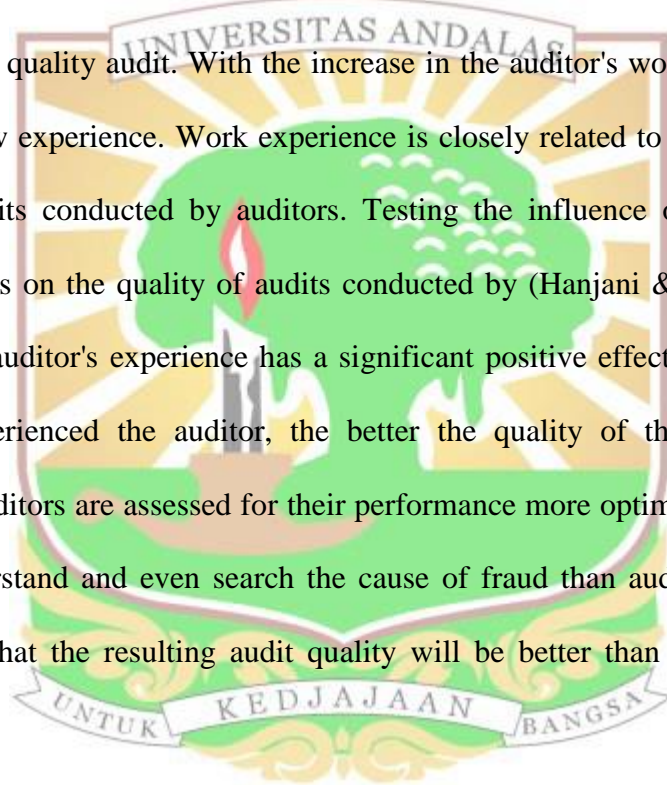 UNIVERSITAS ANDALAS
quality audit. With the increase in the auditor's wo
experience. Work experience is closely related to
its conducted by auditors. Testing the influence
s on the quality of audits conducted by (Hanjani &
auditor's experience has a significant positive effect
erienced the auditor, the better the quality of th
ditors are assessed for their performance more optim
rstand and even search the cause of fraud than aud
hat the resulting audit quality will be better than
UNTUK KEDJAJAAN BANGSA